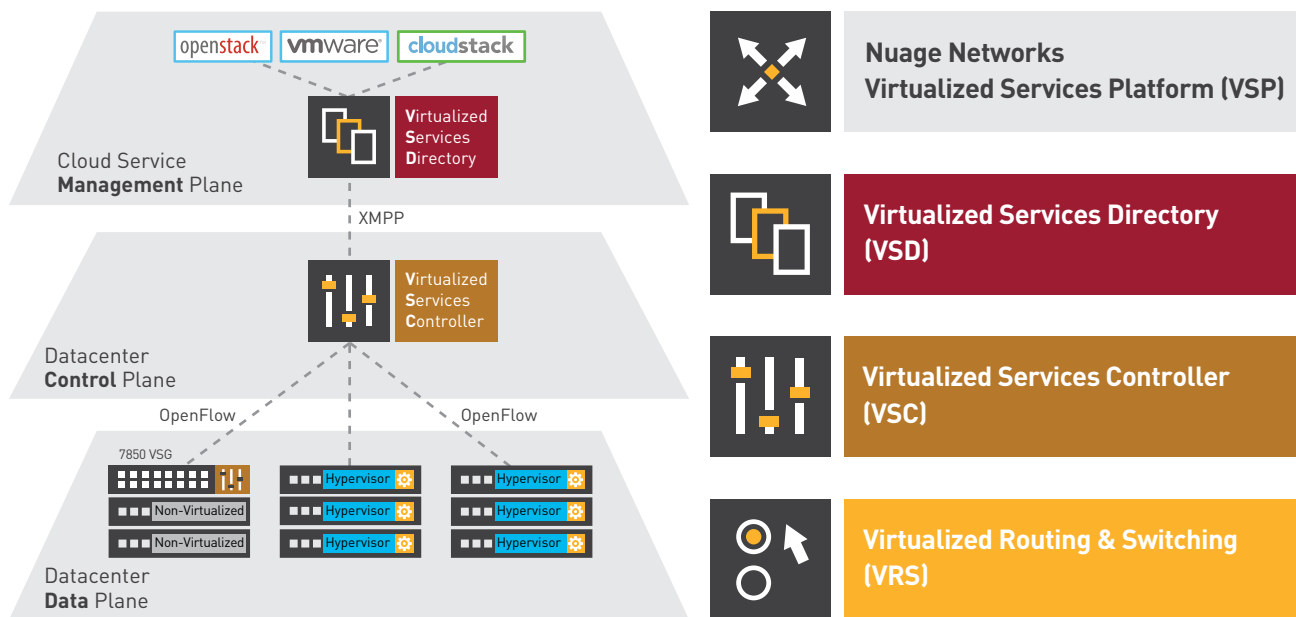 openstack
vmware
cloudstack
Virtualized
Services
Directory
Cloud Service
Management Plane
XMPP
Virtualized
Services
Controller
Datacenter
Control Plane
OpenFlow
OpenFlow
7850 VSG
Hypervisor
Hypervisor
Non-Virtualized
Hypervisor
Hypervisor
Non-Virtualized
Hypervisor
Hypervisor
Datacenter
Data Plane
Nuage Networks
Virtualized Services Platform (VSP)
Virtualized Services Directory
(VSD)
Virtualized Services Controller
(VSC)
Virtualized Routing & Switching
(VRS)